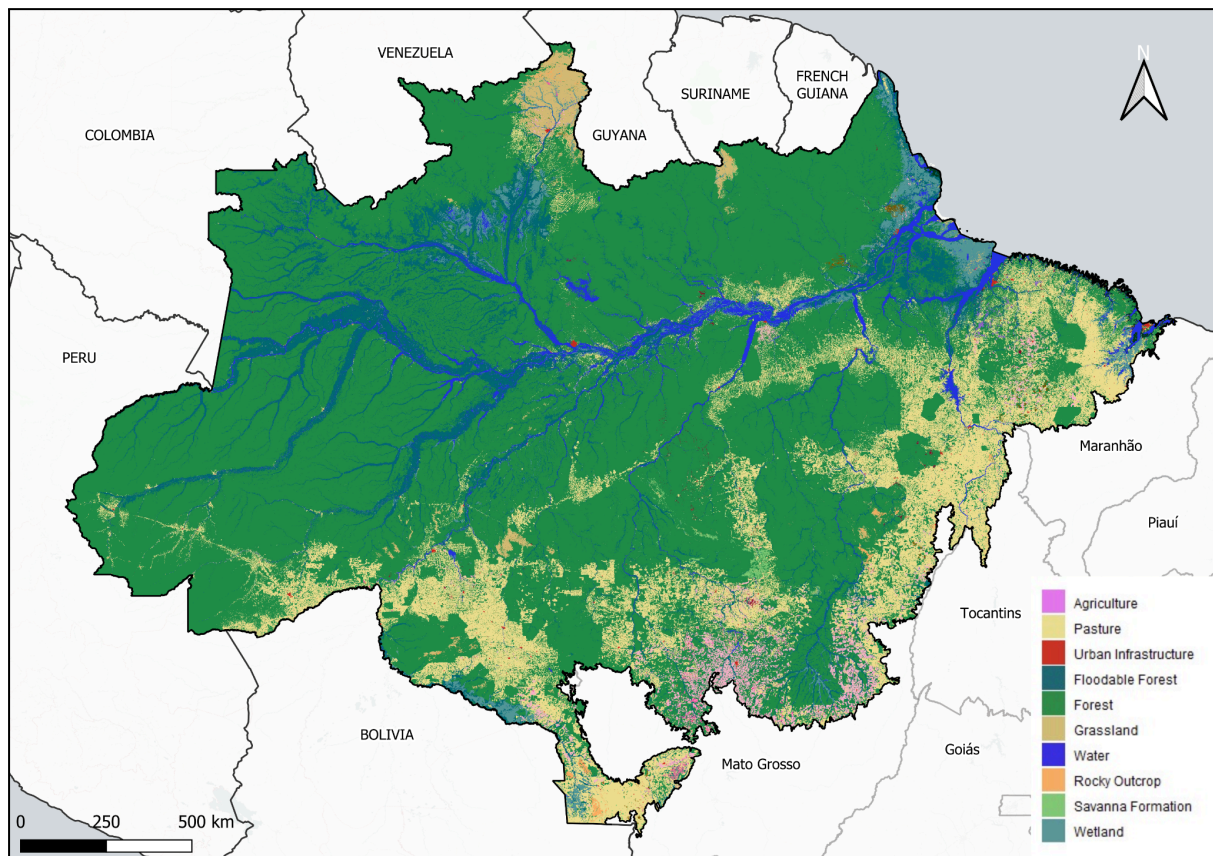 VENEZUELA
N
COLOMBIA
SURINAME
FRENCH
GUIANA
GUYANA
PERU
Maranhão
Piauí
Tocantins
BOLIVIA
Mato Grosso
Goiás
Agriculture
Pasture
Urban Infrastructure
Floodable Forest
Forest
Grassland
Water
Rocky Outcrop
Savanna Formation
Wetland
0 250 500 km